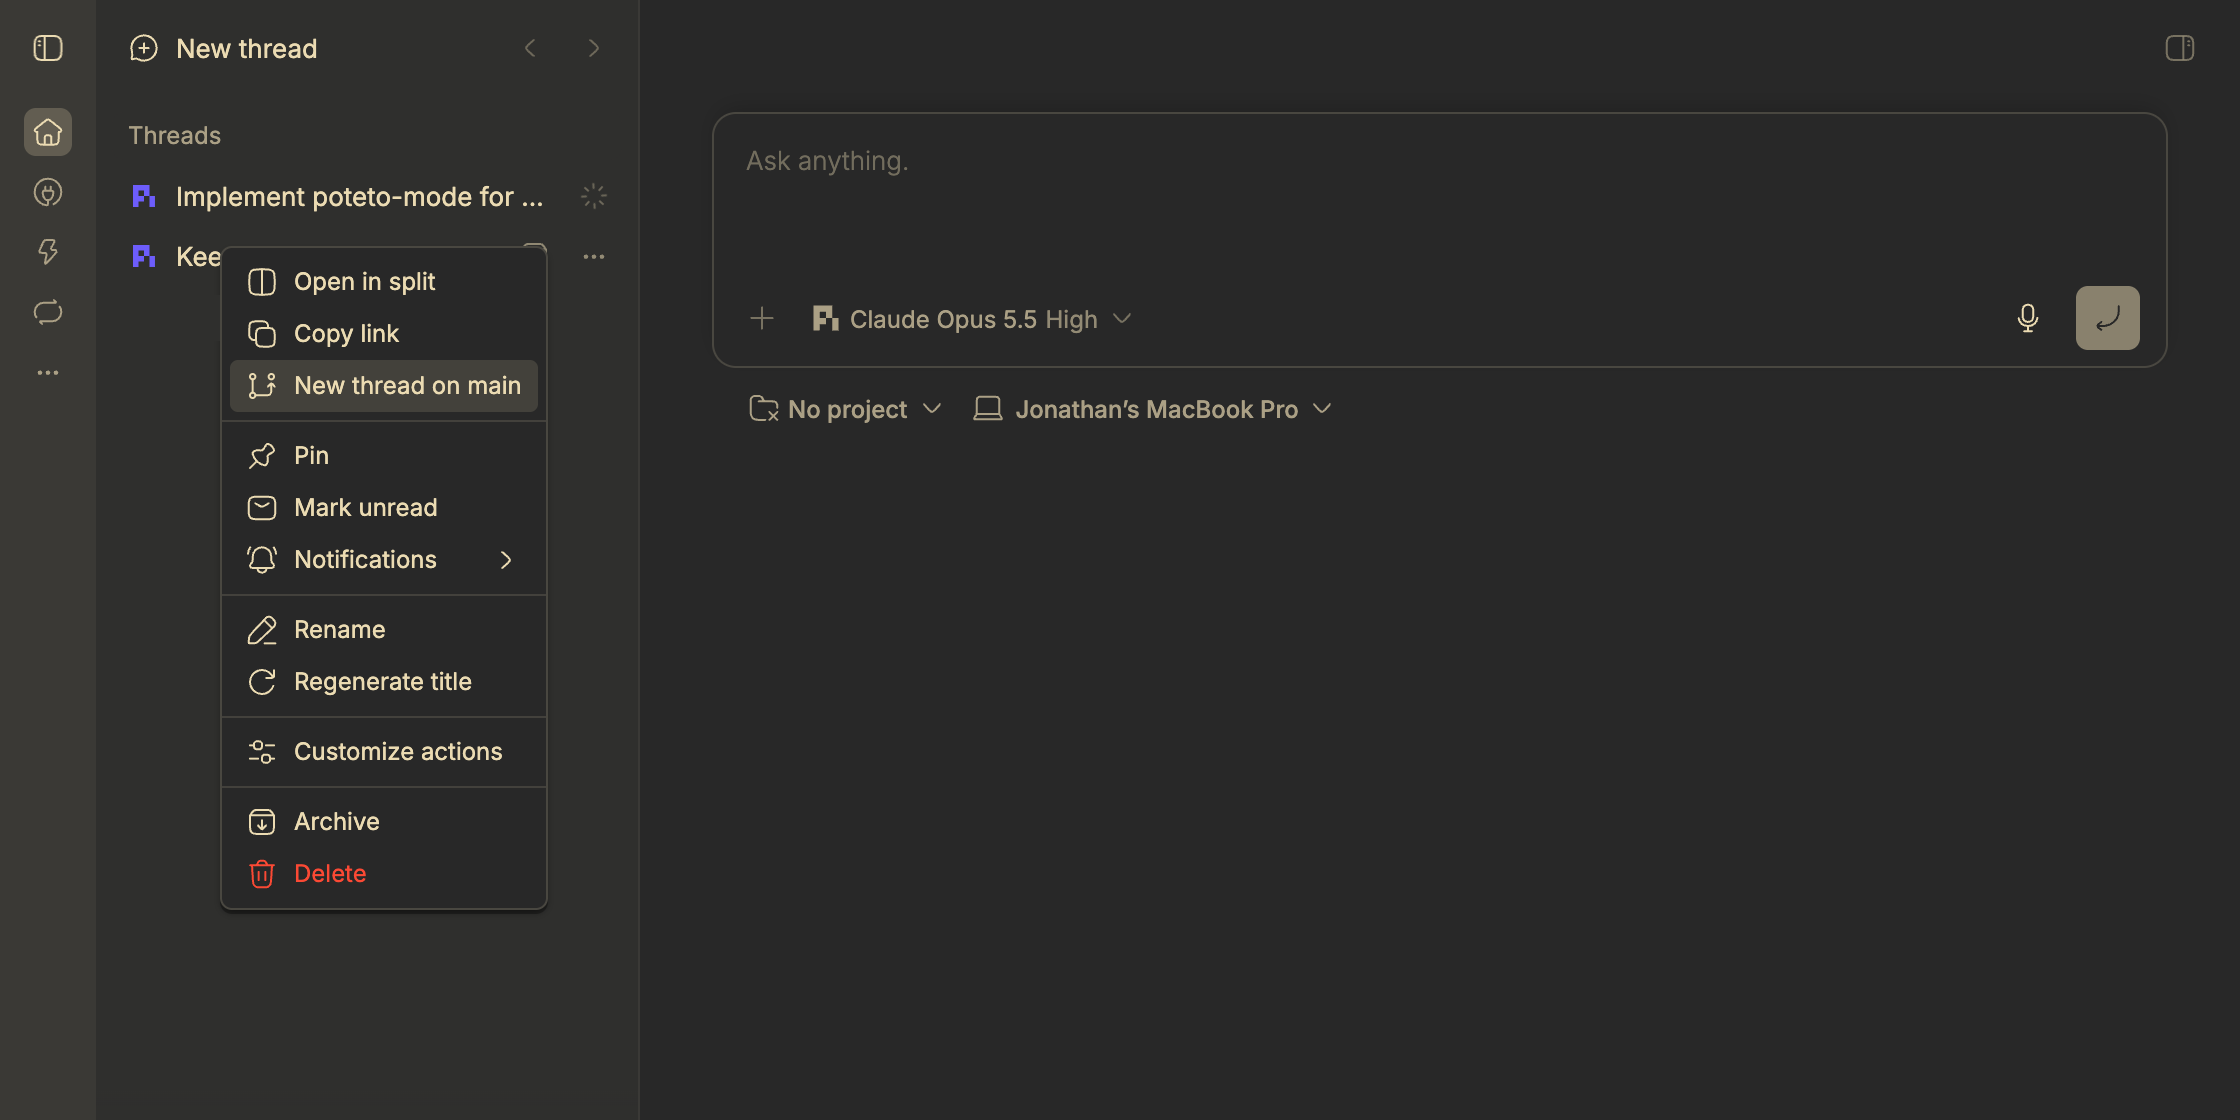 New thread
Threads
Implement poteto-mode for ...
Kee
Open in split
Copy link
New thread on main
Pin
Mark unread
Notifications
Rename
Regenerate title
Customize actions
Archive
Delete
Ask anything.
Claude Opus 5.5 High
No project
Jonathan’s MacBook Pro